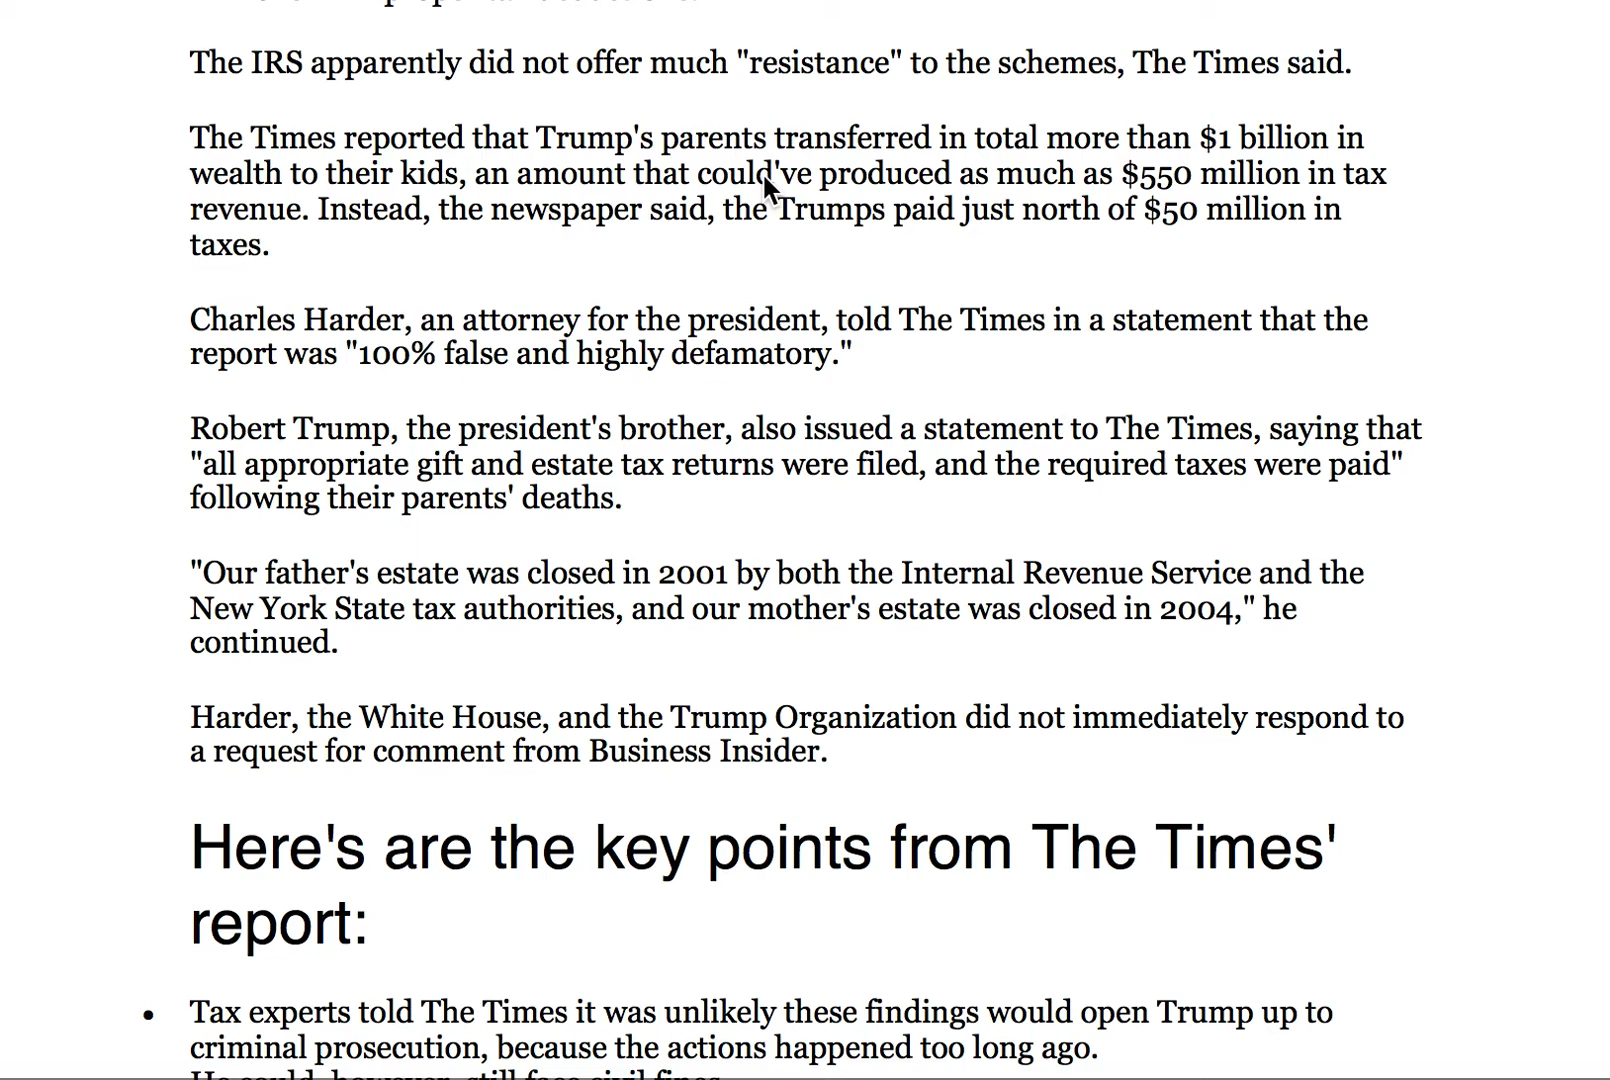 The IRS apparently did not offer much "resistance" to the schemes, The Times said.
The Times reported that Trump's parents transferred in total more than $1 billion in
wealth to their kids, an amount that could've produced as much as $550 million in tax
revenue. Instead, the newspaper said, the Trumps paid just north of $50 million in
taxes.
Charles Harder, an attorney for the president, told The Times in a statement that the
report was "100% false and highly defamatory."
Robert Trump, the president's brother, also issued a statement to The Times, saying that
"all appropriate gift and estate tax returns were filed, and the required taxes were paid"
following their parents' deaths.
"Our father's estate was closed in 2001 by both the Internal Revenue Service and the
New York State tax authorities, and our mother's estate was closed in 2004," he
continued.
Harder, the White House, and the Trump Organization did not immediately respond to
a request for comment from Business Insider.
Here's are the key points from The Times'
report:
• Tax experts told The Times it was unlikely these findings would open Trump up to
criminal prosecution, because the actions happened too long ago.
He could, however, still face civil fines.